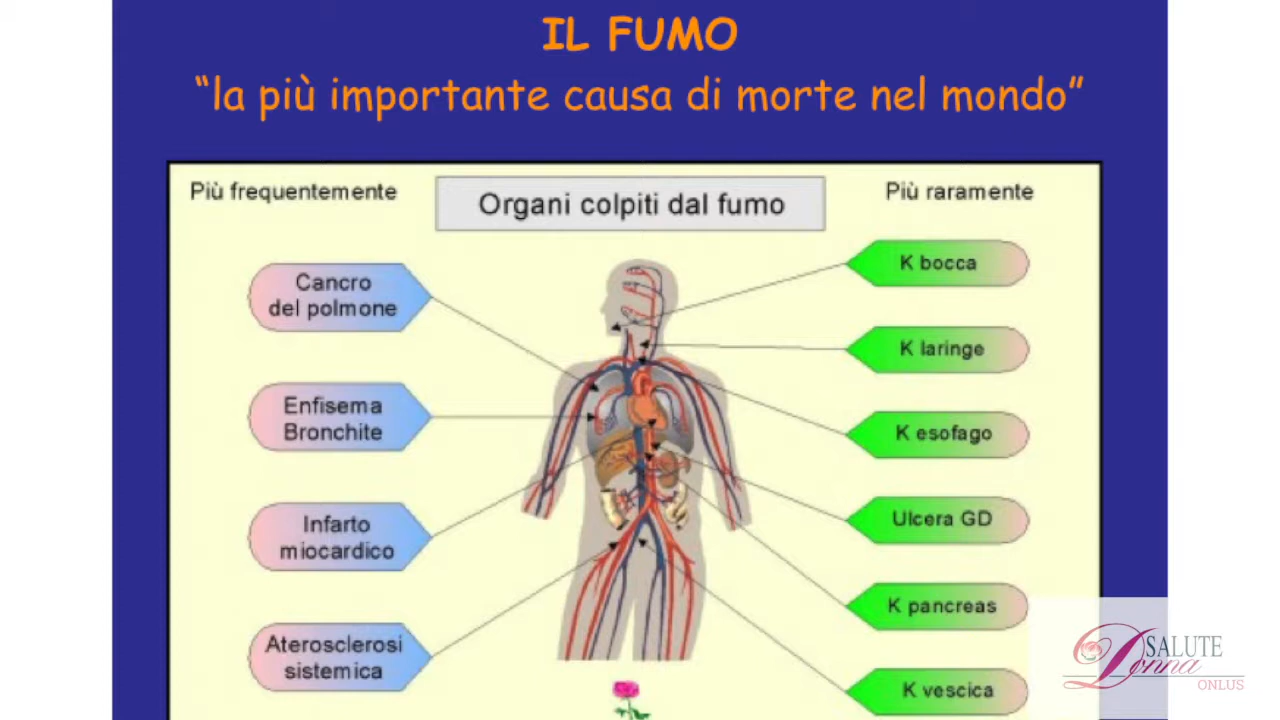 IL FUMO
“la più importante causa di morte nel mondo”
Più frequentemente
Organi colpiti dal fumo
Più raramente
Cancro
del polmone
Enfisema
Bronchite
Infarto
miocardico
Aterosclerosi
sistemica
K bocca
K laringe
K esofago
Ulcera GD
K pancreas
K vescica
SALUTE
Donna
ONLUS